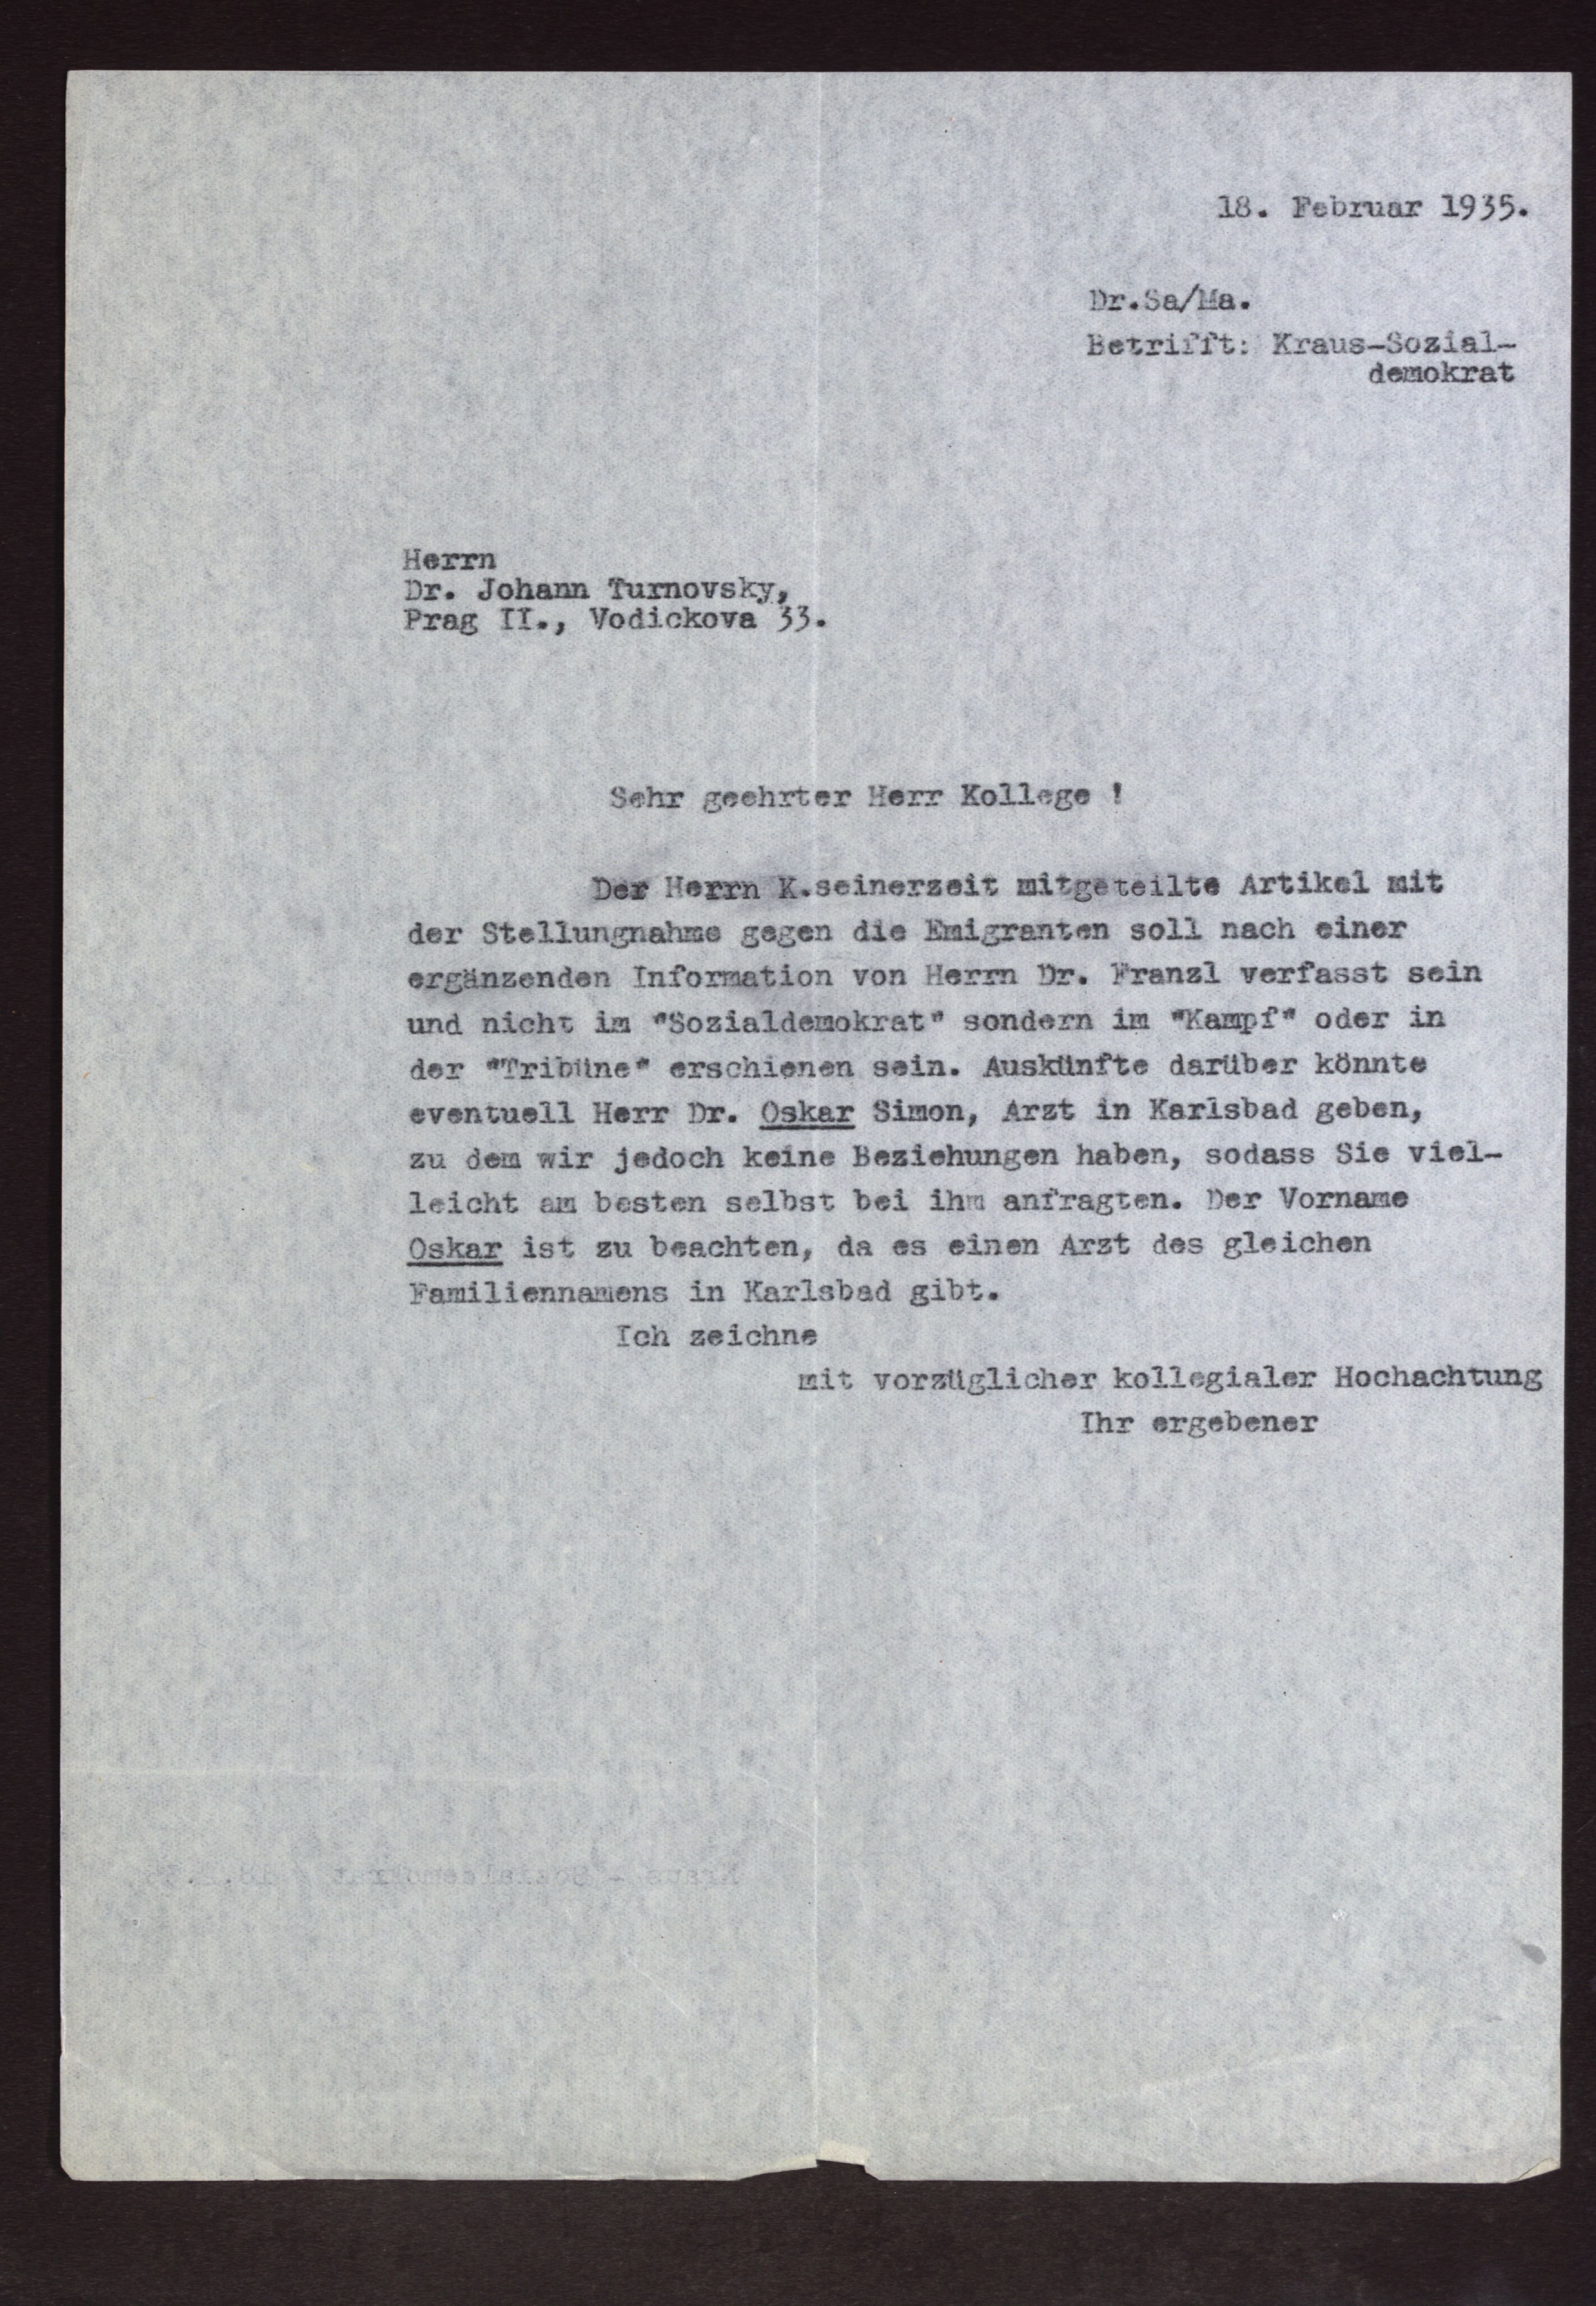 18. Februar 1935.
Dr.Sa/Ma.
Betrifft: Kraus-Sozial-
demokrat
Herrn
Dr. Johann Turnovsky,
Prag II., Vodickova 33.
Sehr geehrter Herr Kollege !
Der Herrn K.seinerzeit mitgeteilte Artikel mit
der Stellungnahme gegen die Emigranten soll nach einer
ergänzenden Information von Herrn Dr. Franzl verfasst sein
und nicht im "Sozialdemokrat" sondern im "Kampf" oder in
der "Tribüne" erschienen sein. Auskünfte darüber könnte
eventuell Herr Dr. Oskar Simon, Arzt in Karlsbad geben,
zu dem wir jedoch keine Beziehungen haben, sodass Sie viel-
leicht am besten selbst bei ihm anfragten. Der Vorname
Oskar ist zu beachten, da es einen Arzt des gleichen
Familiennamens in Karlsbad gibt.
Ich zeichne
mit vorzüglicher kollegialer Hochachtung
Ihr ergebener
Kraus - Sozialdemokrat